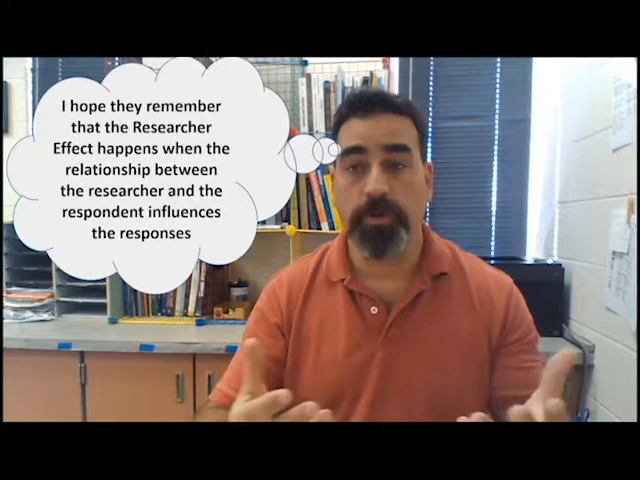 I hope they remember
that the Researcher
Effect happens when the
relationship between
the researcher and the
respondent influences
the responses